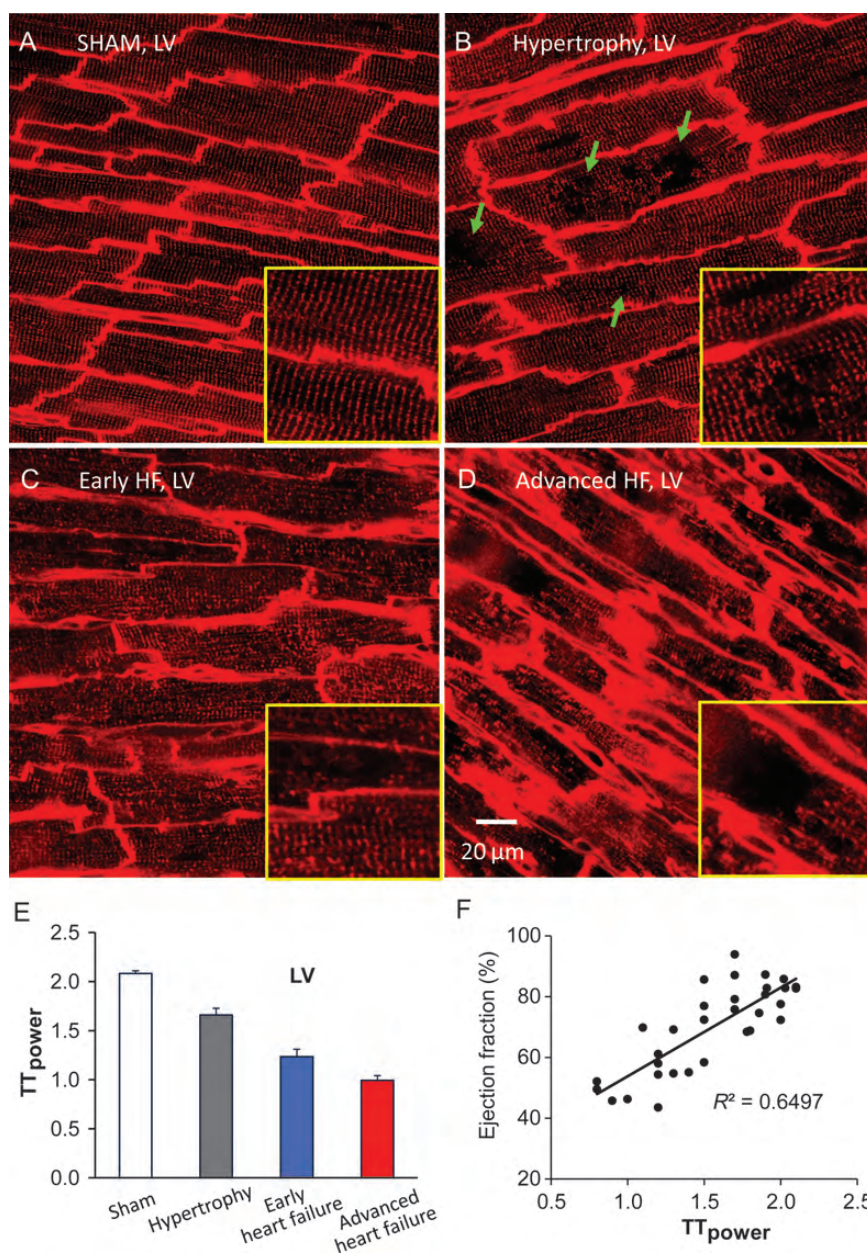 A SHAM, LV
B Hypertrophy, LV
C Early HF, LV
D Advanced HF, LV
20 µm
E
LV
TTpower
2.5
2.0
1.5
1.0
0.5
0.0
Sham
Hypertrophy
Early
heart failure
Advanced
heart failure
F
Ejection fraction (%)
100
80
60
40
20
R² = 0.6497
0.5 1.0 1.5 2.0 2.5
TTpower